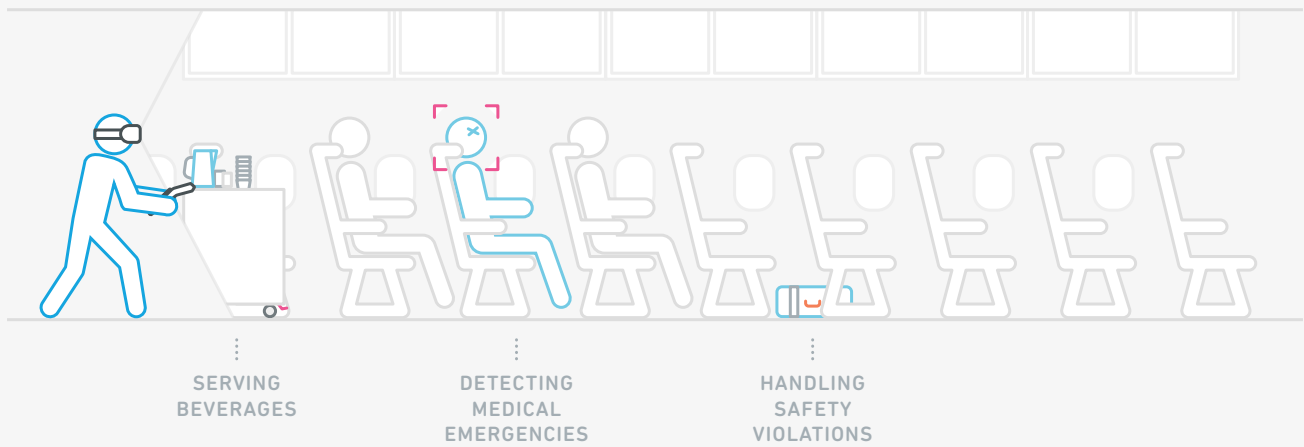 SERVING
BEVERAGES
DETECTING
MEDICAL
EMERGENCIES
HANDLING
SAFETY
VIOLATIONS